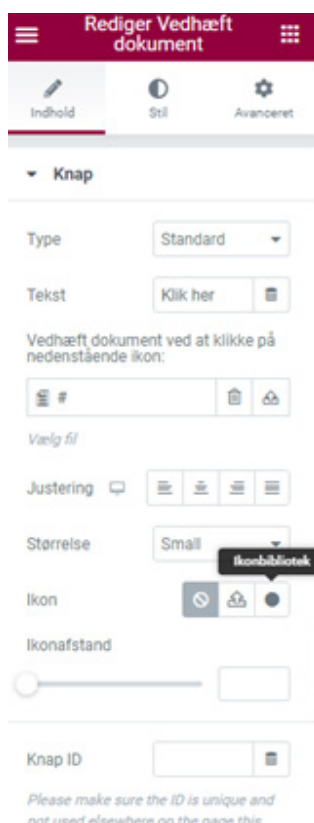 Rediger Vedhæft
dokument
Indhold
Stil
Avanceret
Knap
Type
Standard
Tekst
Klik her
Vedhæft dokument ved at klikke på
nedenstående ikon:
#
Vælg fil
Justering
Størrelse
Small
Ikonbibliotek
Ikon
Ikonafstand
Knap ID
Please make sure the ID is unique and
not used elsewhere on the page this